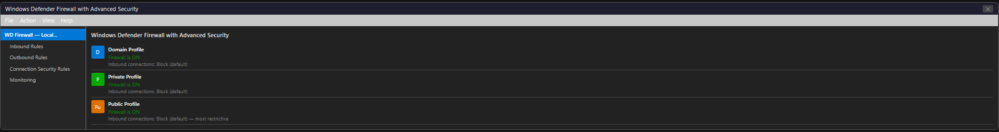 Windows Defender Firewall with Advanced Security
File Action View Help
WD Firewall — Local...
Inbound Rules
Outbound Rules
Connection Security Rules
Monitoring
Windows Defender Firewall with Advanced Security
D
Domain Profile
Firewall is ON
Inbound connections: Block (default)
P
Private Profile
Firewall is ON
Inbound connections: Block (default)
Pu
Public Profile
Firewall is ON
Inbound connections: Block (default) — most restrictive